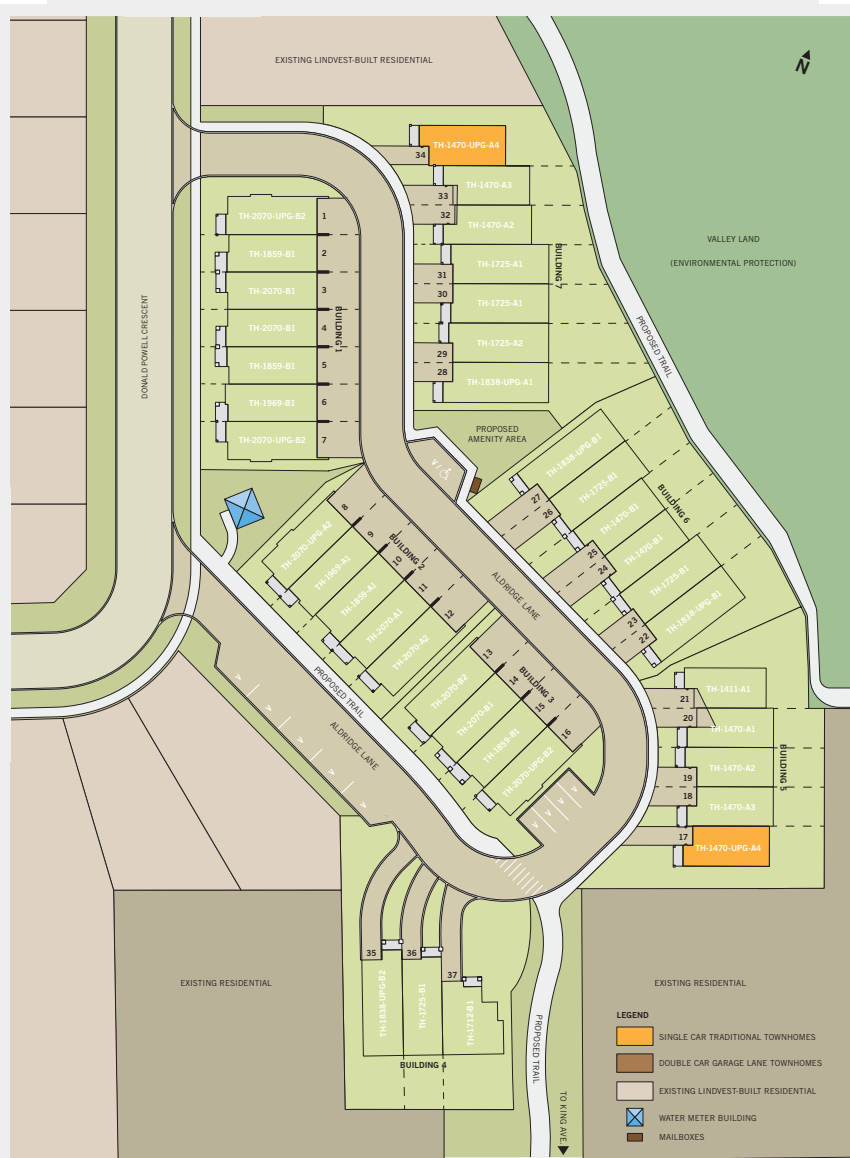 EXISTING LINDVEST-BUILT RESIDENTIAL
N
TH-1470-UPG-A4
34
TH-1470-A3
33
32
TH-1470-A2
TH-1725-A1
31
30
TH-1725-A1
TH-1725-A2
29
28
TH-1838-UPG-A1
BUILDING 7
VALLEY LAND
(ENVIRONMENTAL PROTECTION)
PROPOSED TRAIL
DONALD POWELL CRESCENT
TH-2070-UPG-B2
1
TH-1859-B1
2
TH-2070-B1
3
TH-2070-B1
4
TH-1859-B1
5
TH-1969-B1
6
TH-2070-UPG-B2
7
BUILDING 1
PROPOSED
AMENITY AREA
V/
TH-1838-UPG-B1
27
TH-1725-B1
26
TH-1470-B1
25
TH-1470-B1
24
TH-1725-B1
23
TH-1838-UPG-B1
22
BUILDING 6
8
TH-2070-UPG-A2
9
TH-1969-A1
10
TH-1859-A1
11
TH-2070-A1
12
TH-2070-A2
BUILDING 2
ALDRIDGE LANE
13
TH-2070-B2
14
TH-2070-B1
15
TH-1859-B1
16
TH-2070-UPG-B2
BUILDING 3
PROPOSED TRAIL
ALDRIDGE LANE
V
V
V
V
V
V
V
V
V
V
TH-1411-A1
21
20
TH-1470-A1
TH-1470-A2
19
18
TH-1470-A3
17
TH-1470-UPG-A4
BUILDING 5
35
36
37
TH-1838-UPG-B2
TH-1725-B1
TH-1712-B1
BUILDING 4
EXISTING RESIDENTIAL
EXISTING RESIDENTIAL
PROPOSED TRAIL
TO KING AVE.
LEGEND
SINGLE CAR TRADITIONAL TOWNHOMES
DOUBLE CAR GARAGE LANE TOWNHOMES
EXISTING LINDVEST-BUILT RESIDENTIAL
WATER METER BUILDING
MAILBOXES